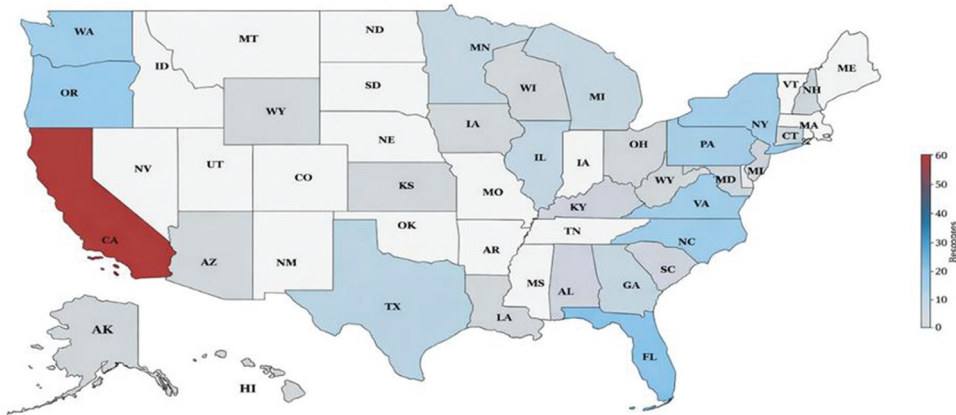 WA
MT
ND
MN
ME
VT
NH
ID
OR
SD
WI
MI
NY
MA
CT
WY
IA
PA
NE
OH
NV
UT
CO
IL
IA
MD
KS
MO
WY
VA
KY
CA
OK
TN
NC
AZ
NM
AR
SC
MS
AL
GA
TX
LA
AK
FL
HI
60
50
40
30
20
10
0